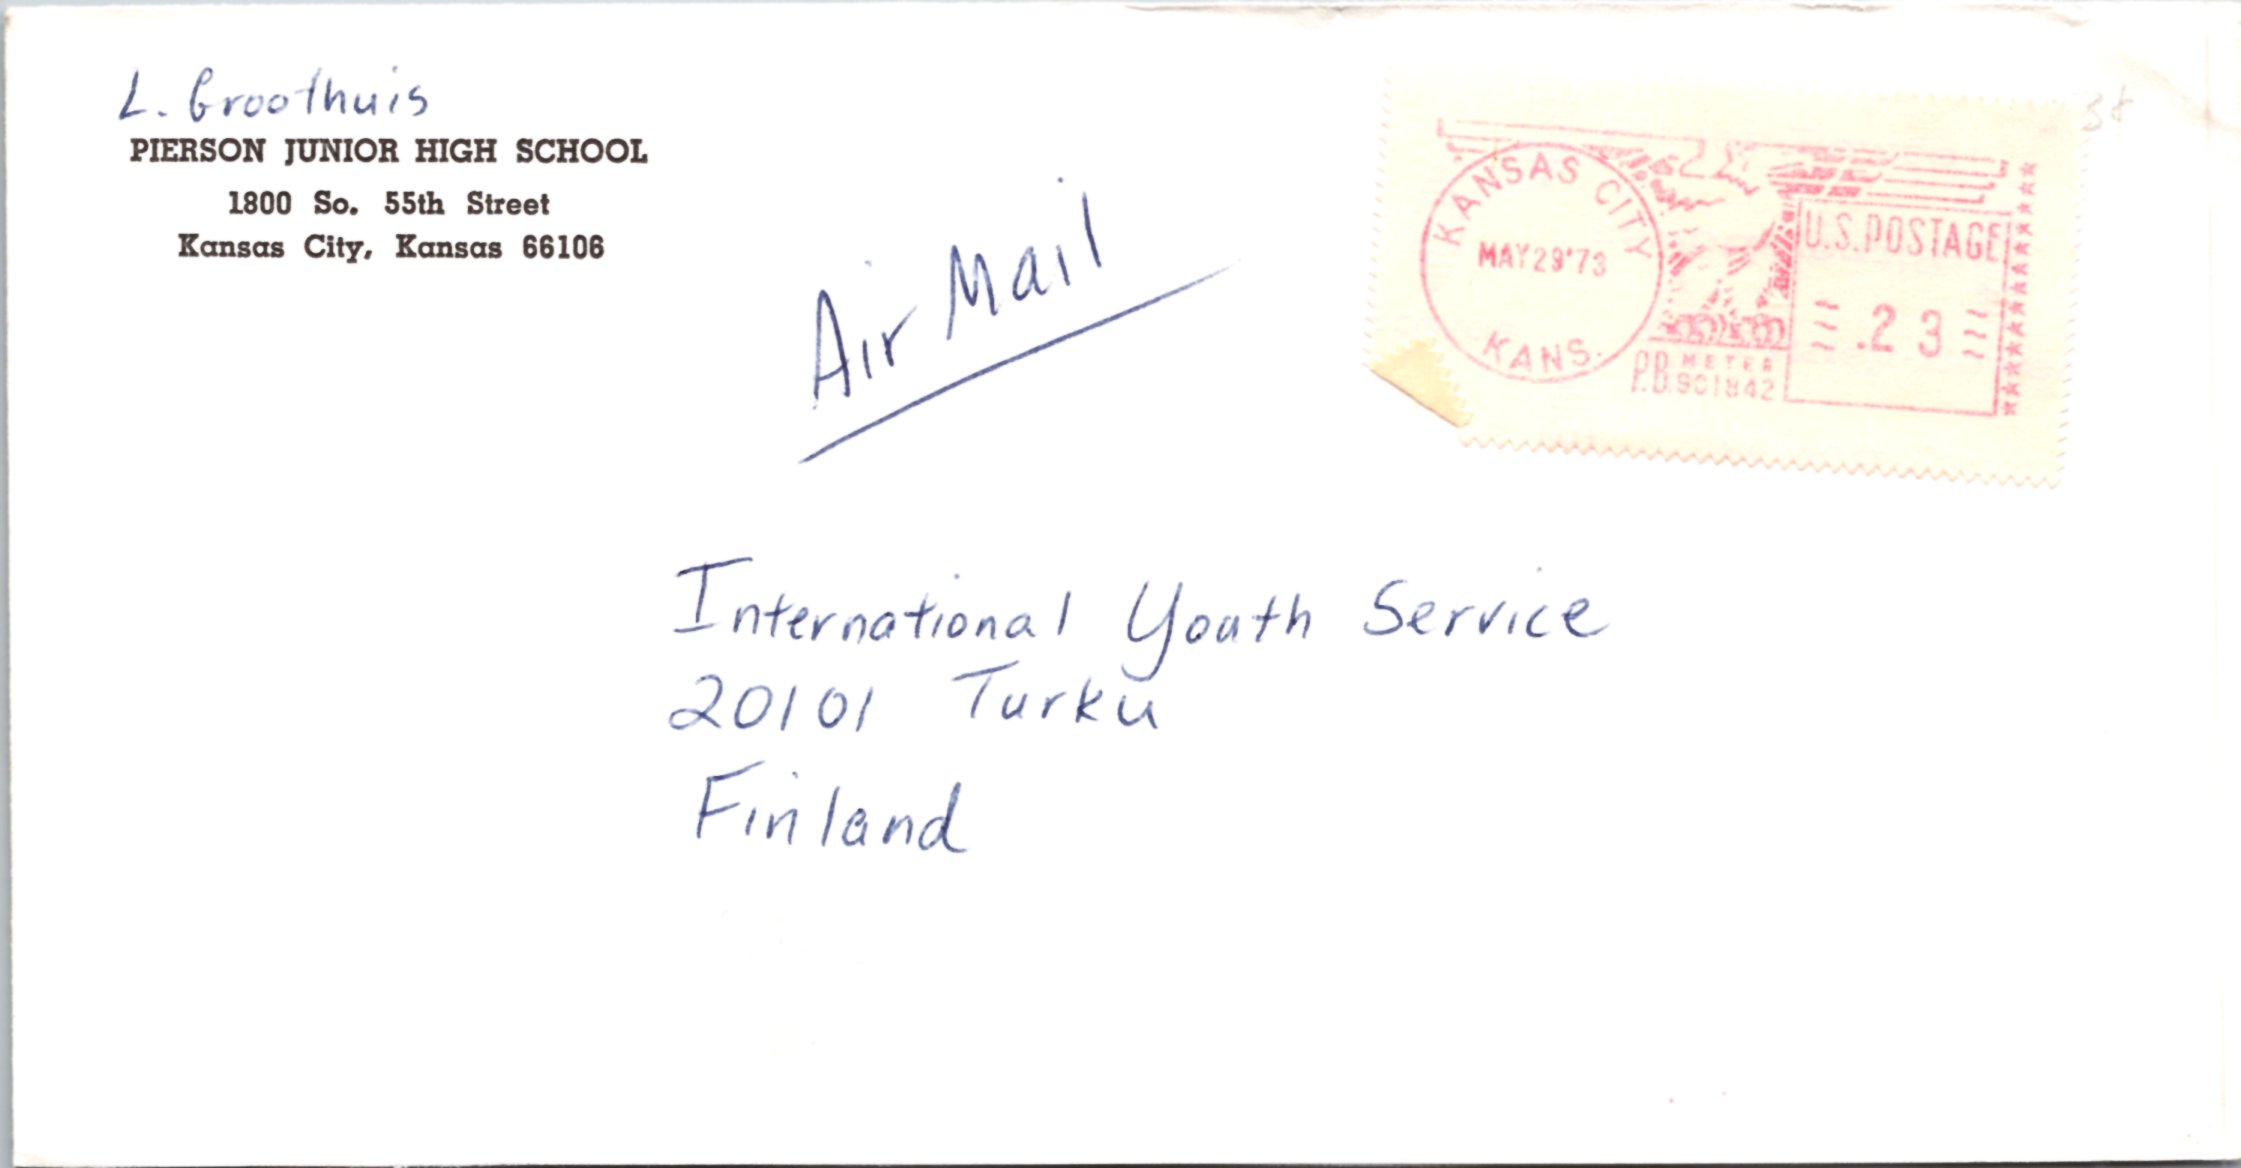 L. Groothuis
PIERSON JUNIOR HIGH SCHOOL
1800 So. 55th Street
Kansas City, Kansas 66106
Air Mail
KANSAS CITY
MAY 29 '73
KANS.
P.B. METER
901842
U.S. POSTAGE
.23
International Youth Service
20101 Turku
Finland